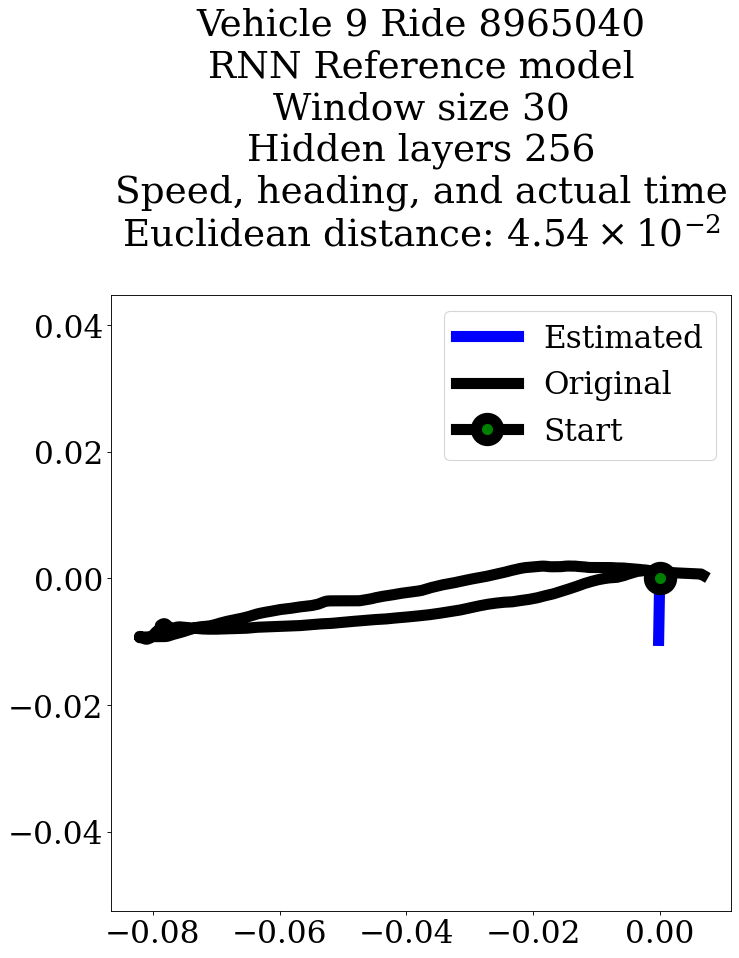 Vehicle 9 Ride 8965040
RNN Reference model
Window size 30
Hidden layers 256
Speed, heading, and actual time
Euclidean distance: 4.54 × 10⁻²
Estimated
Original
Start
0.04
0.02
0.00
−0.02
−0.04
−0.08 −0.06 −0.04 −0.02 0.00